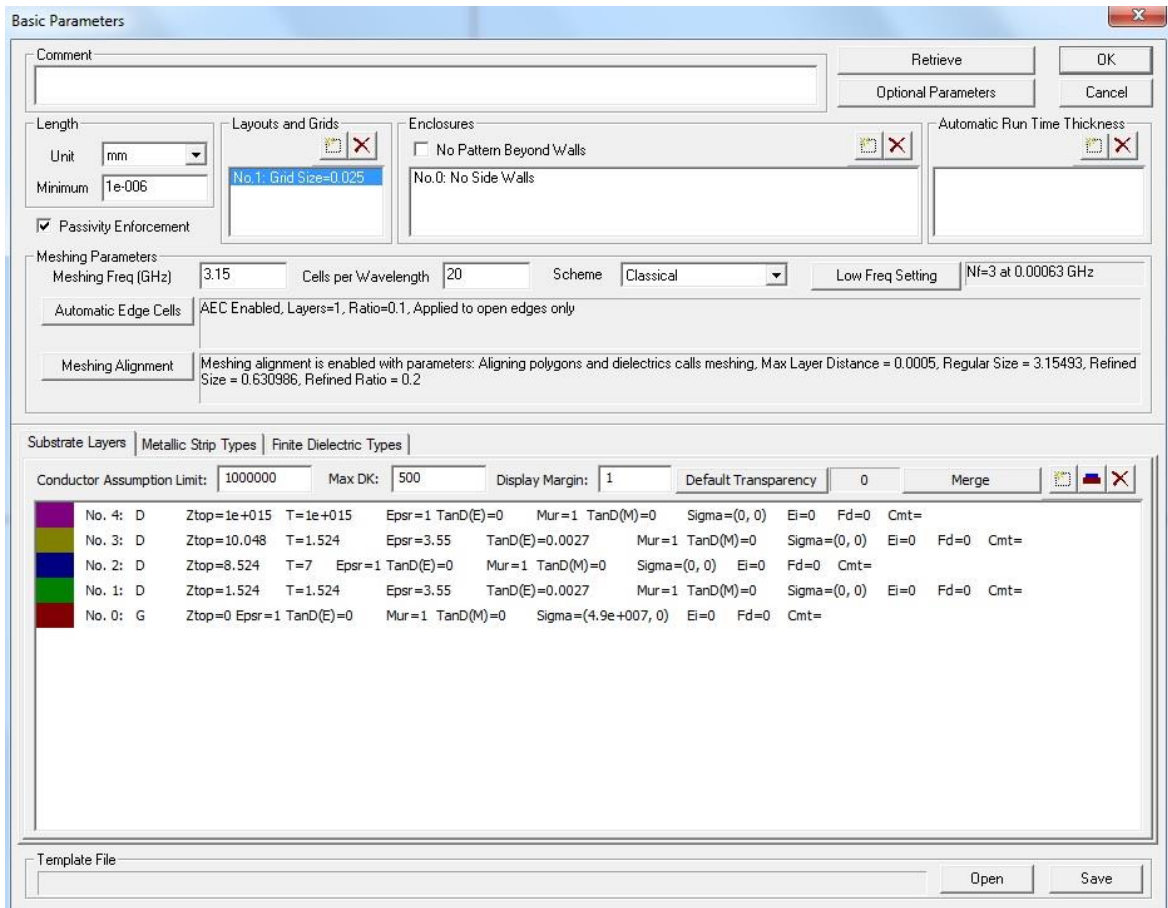 Basic Parameters
Comment
Retrieve
OK
Optional Parameters
Cancel
Length
Unit mm
Minimum 1e-006
Layouts and Grids
No.1: Grid Size=0.025
Enclosures
No Pattern Beyond Walls
No.0: No Side Walls
Automatic Run Time Thickness
Passivity Enforcement
Meshing Parameters
Meshing Freq (GHz) 3.15 Cells per Wavelength 20 Scheme Classical Low Freq Setting Nf=3 at 0.00063 GHz
Automatic Edge Cells AEC Enabled, Layers=1, Ratio=0.1, Applied to open edges only
Meshing Alignment Meshing alignment is enabled with parameters: Aligning polygons and dielectrics calls meshing, Max Layer Distance = 0.0005, Regular Size = 3.15493, Refined
Size = 0.630986, Refined Ratio = 0.2
Substrate Layers Metallic Strip Types Finite Dielectric Types
Conductor Assumption Limit: 1000000 Max DK: 500 Display Margin: 1 Default Transparency 0 Merge
No. 4: D Ztop=1e+015 T=1e+015 Epsr=1 TanD(E)=0 Mur=1 TanD(M)=0 Sigma=(0, 0) Ei=0 Fd=0 Cmt=
No. 3: D Ztop=10.048 T=1.524 Epsr=3.55 TanD(E)=0.0027 Mur=1 TanD(M)=0 Sigma=(0, 0) Ei=0 Fd=0 Cmt=
No. 2: D Ztop=8.524 T=7 Epsr=1 TanD(E)=0 Mur=1 TanD(M)=0 Sigma=(0, 0) Ei=0 Fd=0 Cmt=
No. 1: D Ztop=1.524 T=1.524 Epsr=3.55 TanD(E)=0.0027 Mur=1 TanD(M)=0 Sigma=(0, 0) Ei=0 Fd=0 Cmt=
No. 0: G Ztop=0 Epsr=1 TanD(E)=0 Mur=1 TanD(M)=0 Sigma=(4.9e+007, 0) Ei=0 Fd=0 Cmt=
Template File
Open
Save